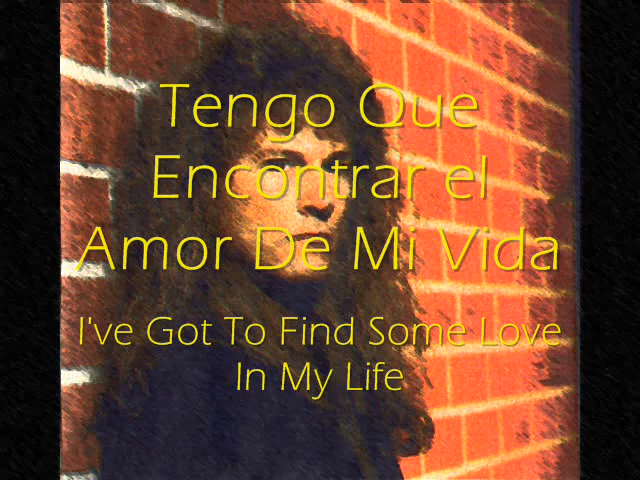 Tengo Que
Encontrar el
Amor De Mi Vida
I've Got To Find Some Love
In My Life